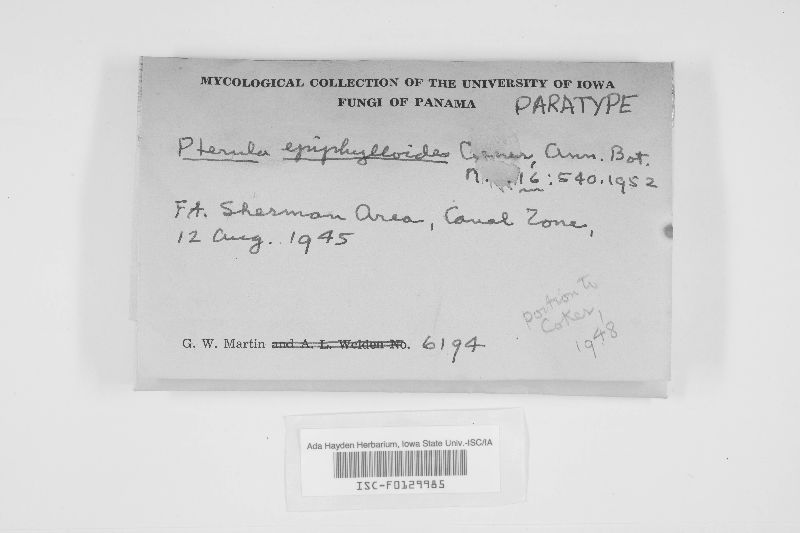 MYCOLOGICAL COLLECTION OF THE UNIVERSITY OF IOWA
FUNGI OF PANAMA PARATYPE
Pterula epiphylloides Corner, Ann. Bot.
N. 16:540.1952
Ft. Sherman Area, Canal Zone,
12 Aug. 1945
portion to
Coker,
1948
G. W. Martin and A. L. Welden No. 6194
Ada Hayden Herbarium, Iowa State Univ.-ISC/IA
ISC-F0129985